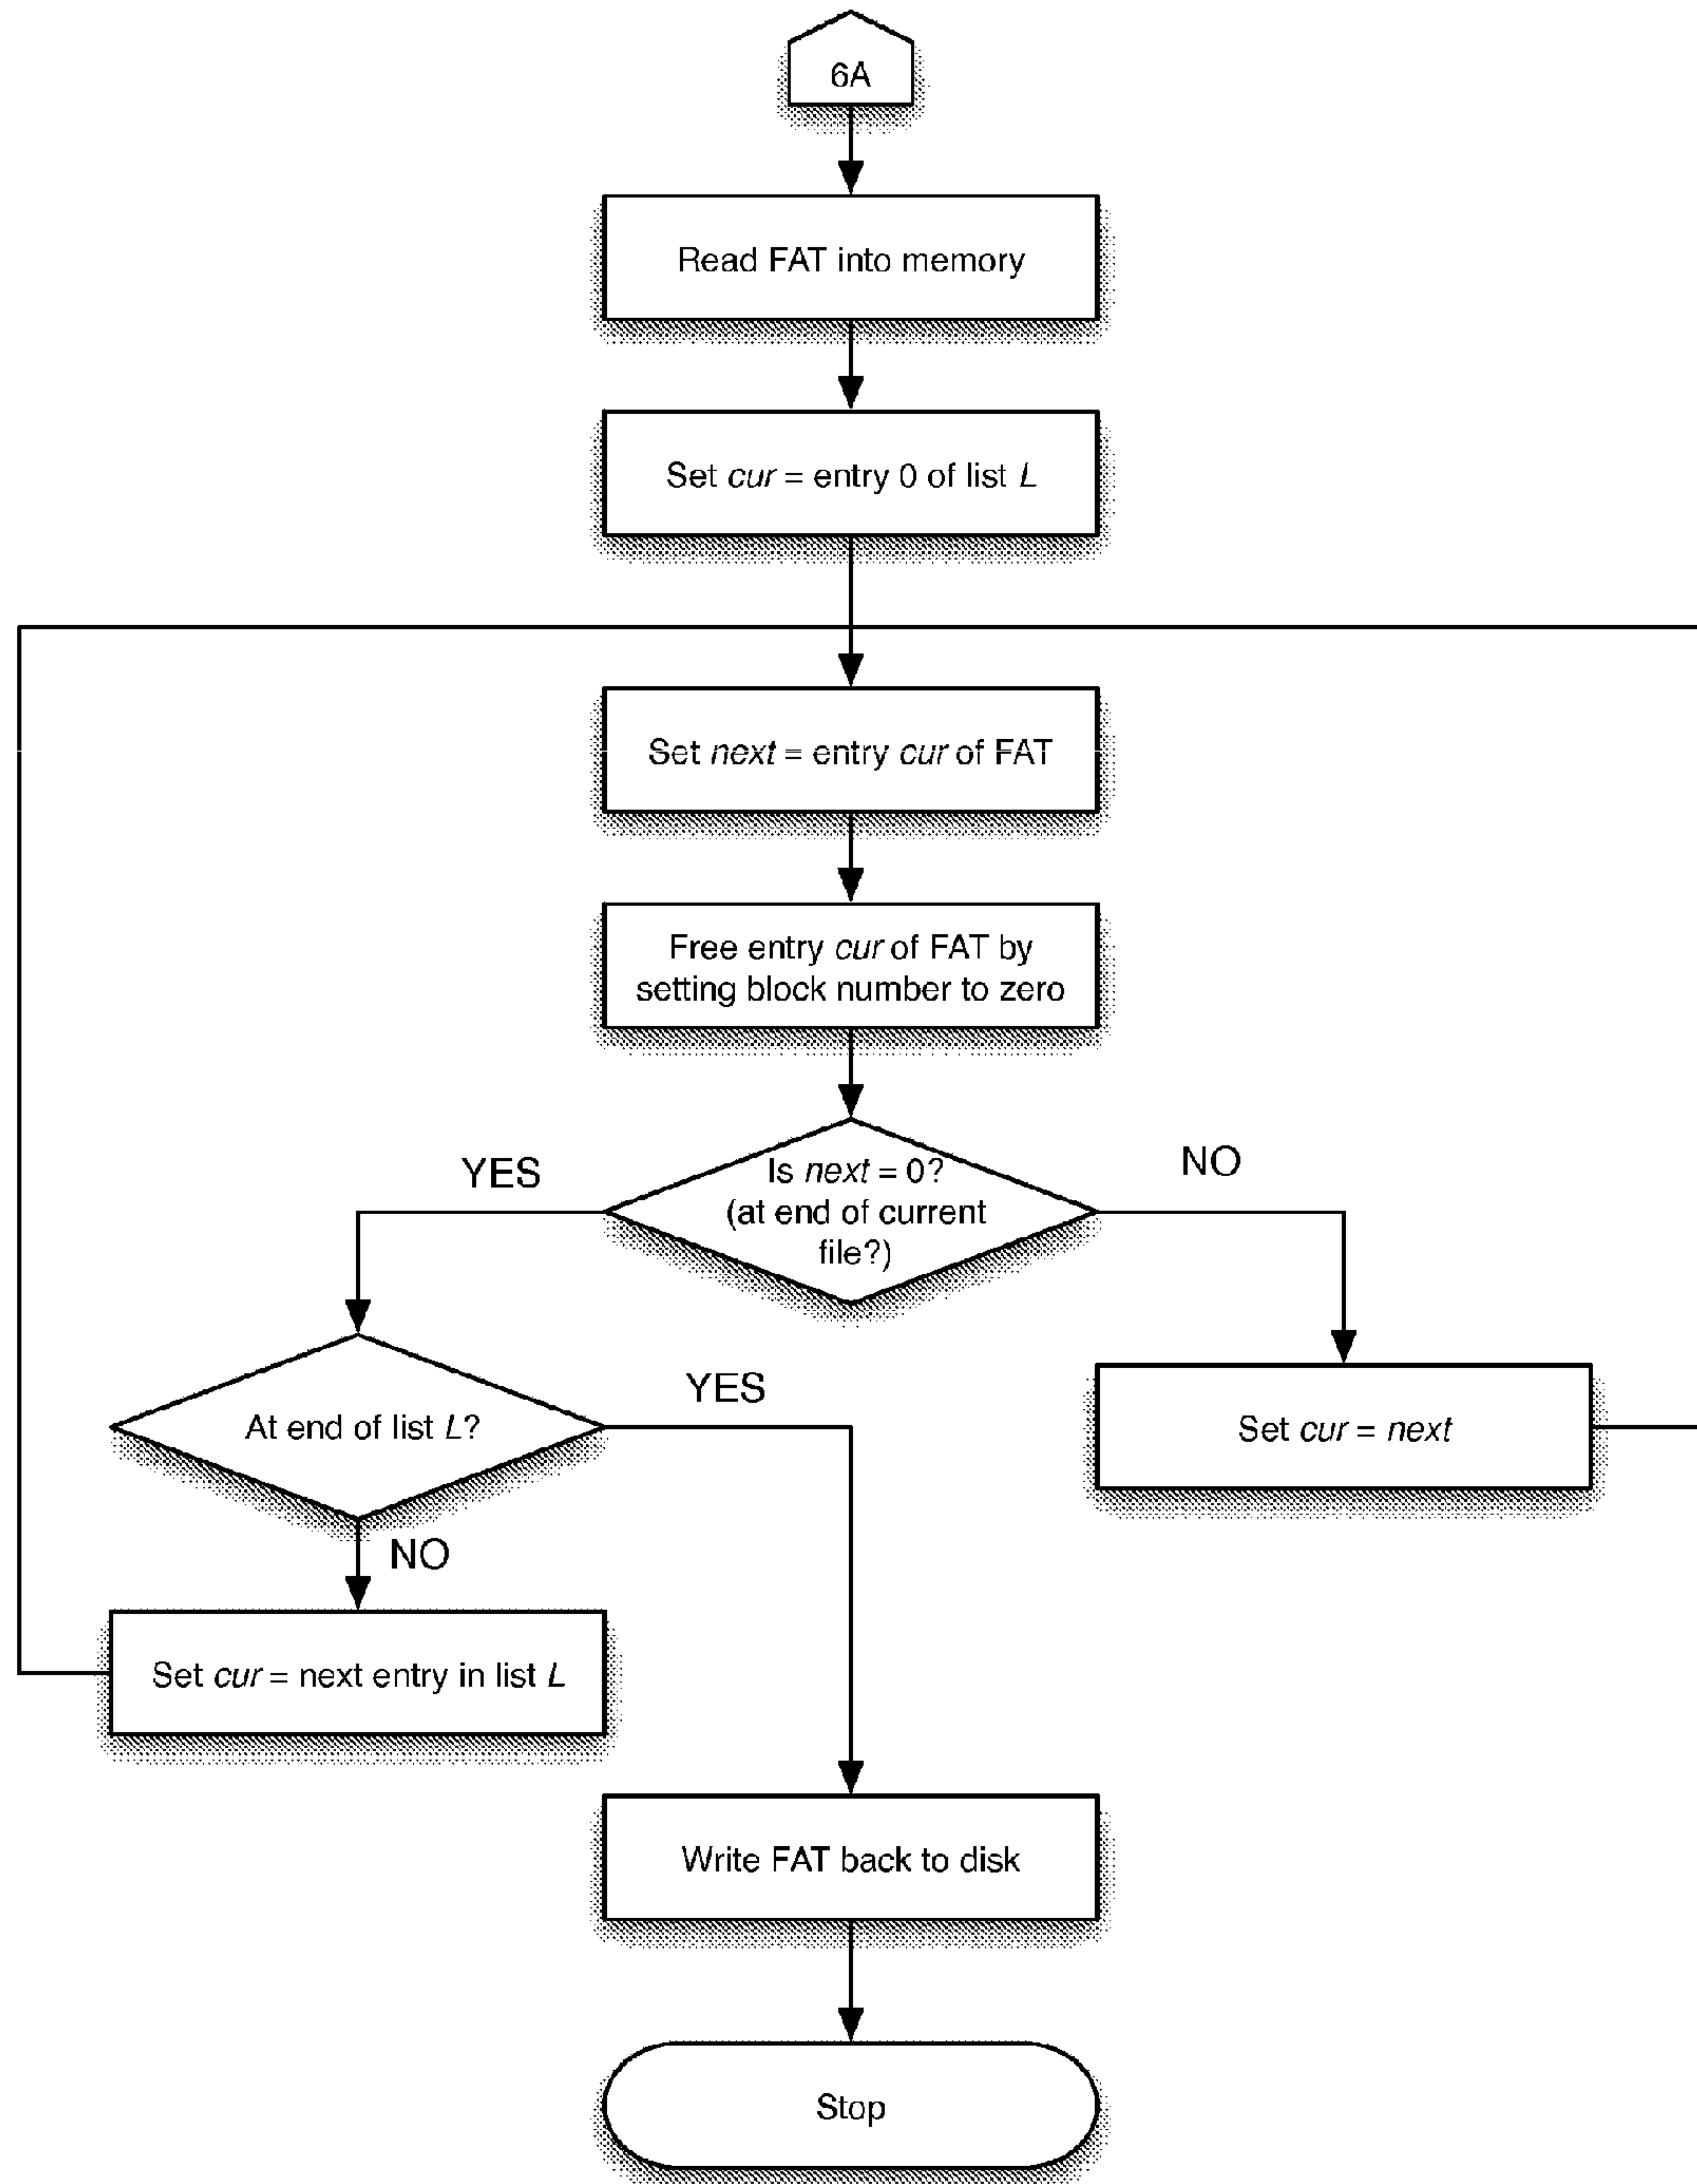 6A
Read FAT into memory
Set cur = entry 0 of list L
Set next = entry cur of FAT
Free entry cur of FAT by
setting block number to zero
YES
Is next = 0?
(at end of current
file?)
NO
At end of list L?
YES
Set cur = next
NO
Set cur = next entry in list L
Write FAT back to disk
Stop